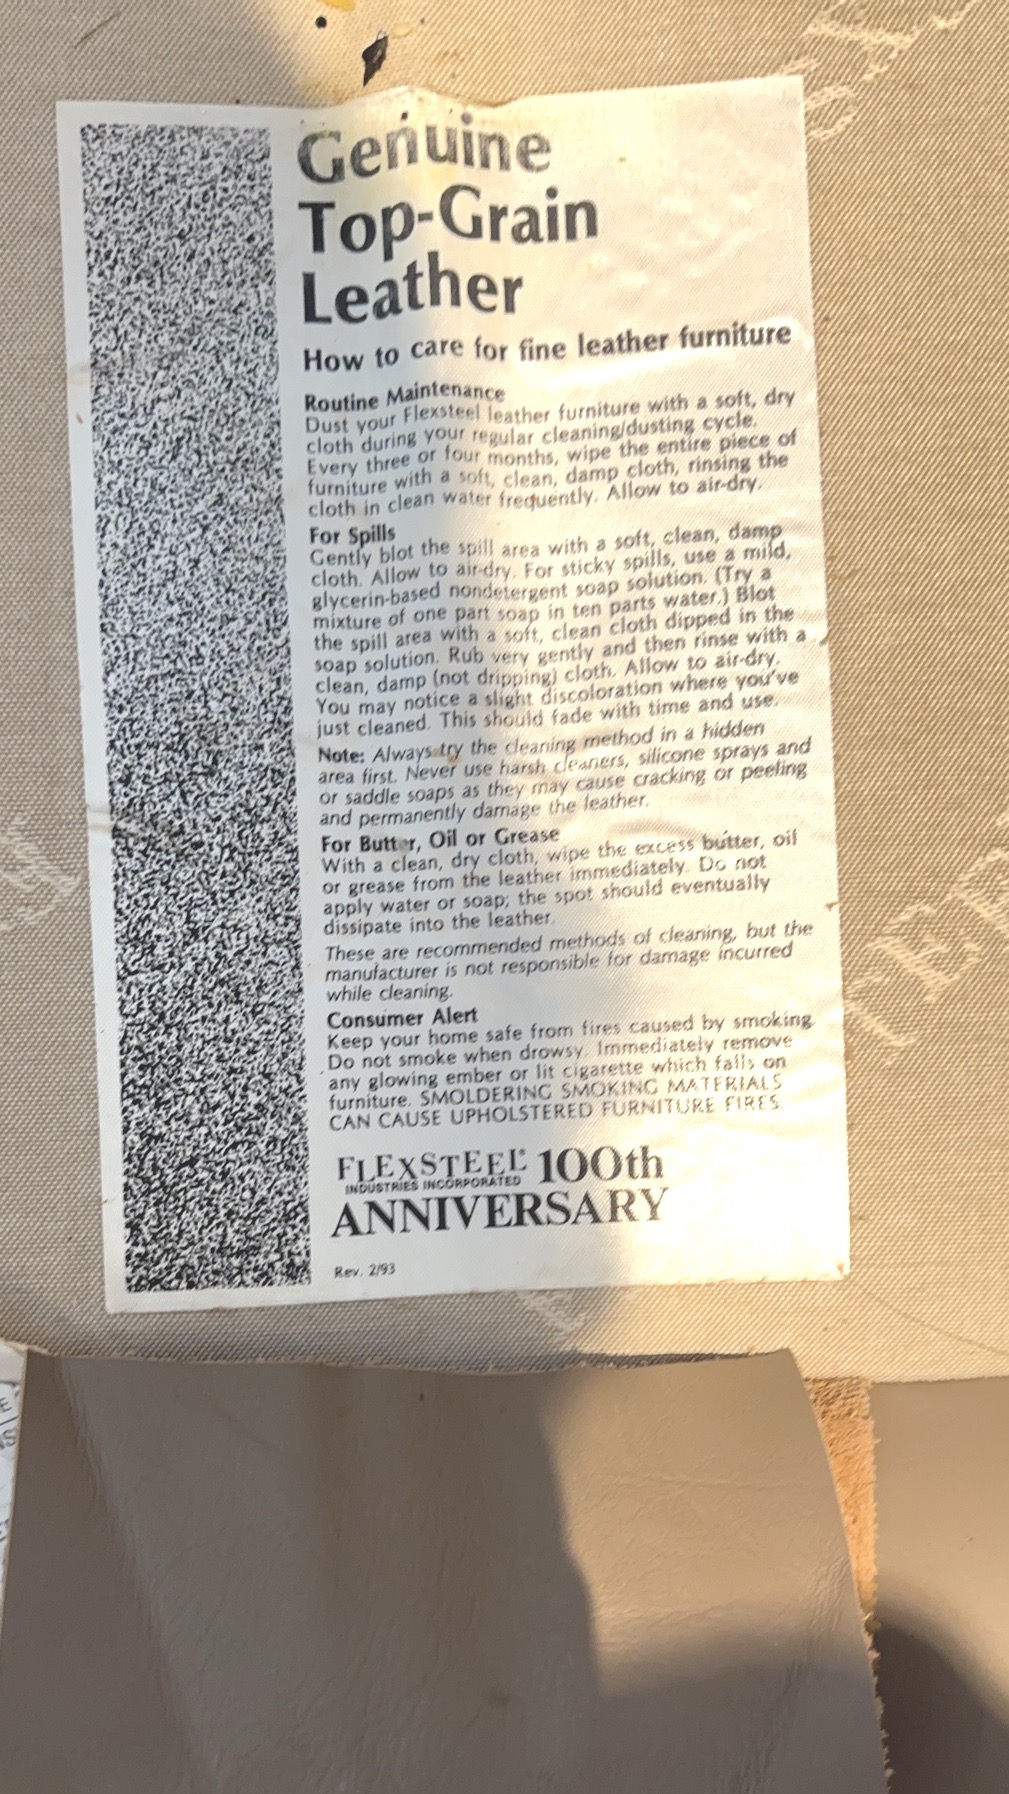 Genuine
Top-Grain
Leather
How to care for fine leather furniture
Routine Maintenance
Dust your Flexsteel leather furniture with a soft, dry
cloth during your regular cleaning/dusting cycle.
Every three or four months, wipe the entire piece of
furniture with a soft, clean, damp cloth, rinsing the
cloth in clean water frequently. Allow to air-dry.
For Spills
Gently blot the spill area with a soft, clean, damp
cloth. Allow to air-dry. For sticky spills, use a mild,
glycerin-based nondetergent soap solution. (Try a
mixture of one part soap in ten parts water.) Blot
the spill area with a soft, clean cloth dipped in the
soap solution. Rub very gently and then rinse with a
clean, damp (not dripping) cloth. Allow to air-dry.
You may notice a slight discoloration where you've
just cleaned. This should fade with time and use.
Note: Always try the cleaning method in a hidden
area first. Never use harsh cleaners, silicone sprays and
or saddle soaps as they may cause cracking or peeling
and permanently damage the leather.
For Butter, Oil or Grease
With a clean, dry cloth, wipe the excess butter, oil
or grease from the leather immediately. Do not
apply water or soap; the spot should eventually
dissipate into the leather.
These are recommended methods of cleaning, but the
manufacturer is not responsible for damage incurred
while cleaning.
Consumer Alert
Keep your home safe from fires caused by smoking.
Do not smoke when drowsy. Immediately remove
any glowing ember or lit cigarette which falls on
furniture. SMOLDERING SMOKING MATERIALS
CAN CAUSE UPHOLSTERED FURNITURE FIRES.
FLEXSTEEL® 100th
INDUSTRIES INCORPORATED
ANNIVERSARY
Rev. 2/93